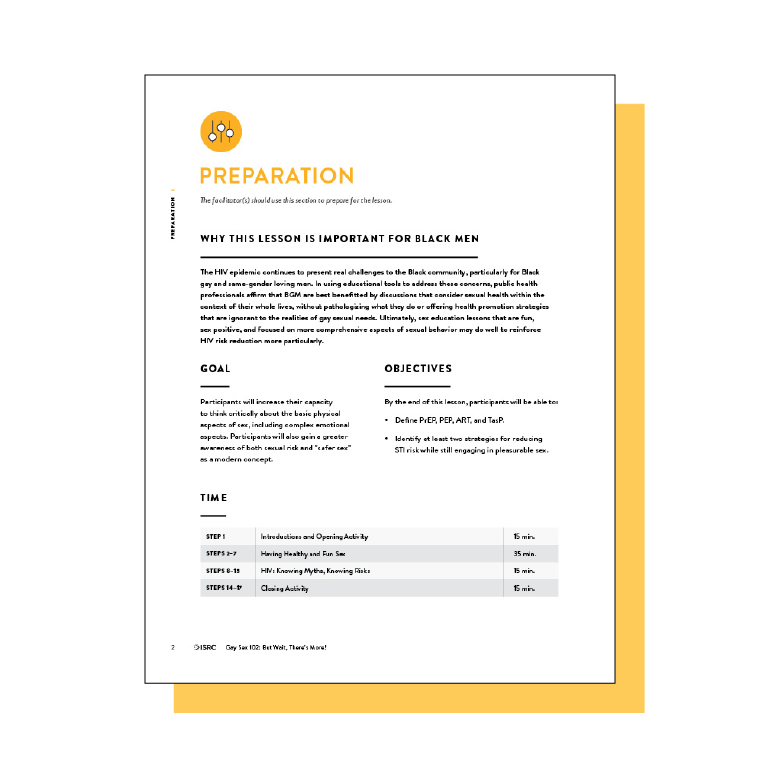 PREPARATION
The facilitator(s) should use this section to prepare for the lesson.
PREPARATION
WHY THIS LESSON IS IMPORTANT FOR BLACK MEN
The HIV epidemic continues to present real challenges to the Black community, particularly for Black
gay and same-gender loving men. In using educational tools to address these concerns, public health
professionals affirm that BGM are best benefitted by discussions that consider sexual health within the
context of their whole lives, without pathologizing what they do or offering health promotion strategies
that are ignorant to the realities of gay sexual needs. Ultimately, sex education lessons that are fun,
sex positive, and focused on more comprehensive aspects of sexual behavior may do well to reinforce
HIV risk reduction more particularly.
GOAL
Participants will increase their capacity
to think critically about the basic physical
aspects of sex, including complex emotional
aspects. Participants will also gain a greater
awareness of both sexual risk and "safer sex"
as a modern concept.
OBJECTIVES
By the end of this lesson, participants will be able to:
• Define PrEP, PEP, ART, and TasP.
• Identify at least two strategies for reducing
STI risk while still engaging in pleasurable sex.
TIME
STEP 1 Introductions and Opening Activity 15 min.
STEPS 2–7 Having Healthy and Fun Sex 35 min.
STEPS 8–13 HIV: Knowing Myths, Knowing Risks 15 min.
STEPS 14–17 Closing Activity 15 min.
2 ISRC Gay Sex 102: But Wait, There's More!